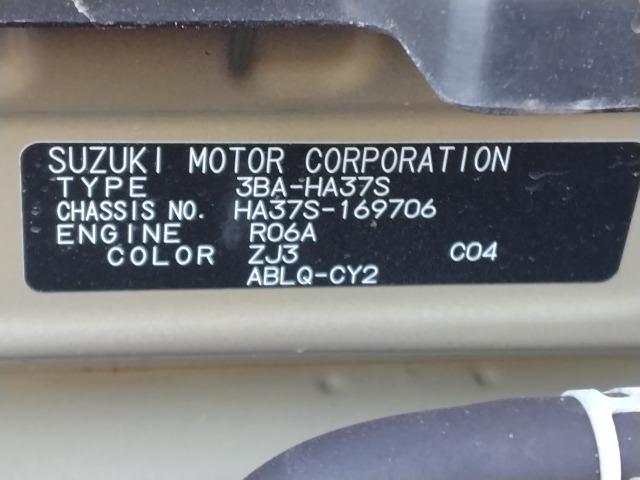 SUZUKI MOTOR CORPORATION
TYPE 3BA-HA37S
CHASSIS NO. HA37S-169706
ENGINE R06A
COLOR ZJ3 C04
ABLQ-CY2